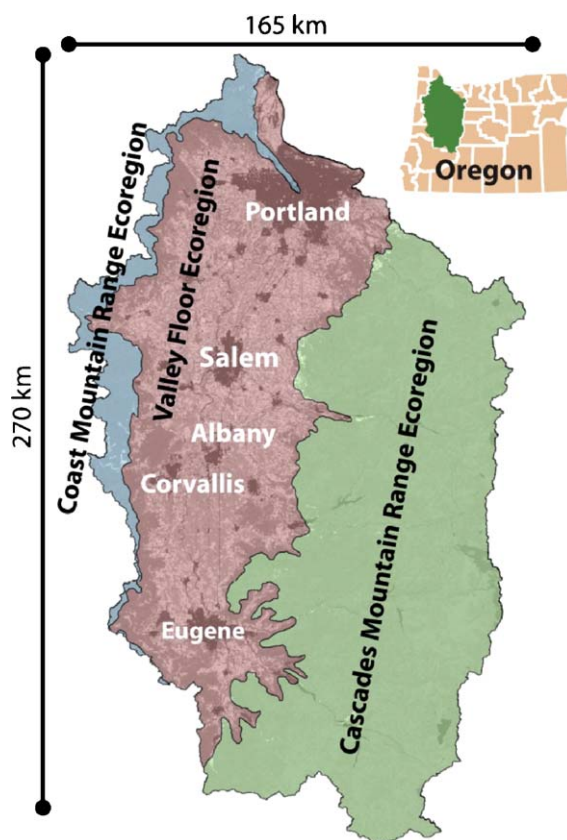 165 km
Oregon
Portland
Coast Mountain Range Ecoregion
Valley Floor Ecoregion
270 km
Salem
Albany
Corvallis
Cascades Mountain Range Ecoregion
Eugene